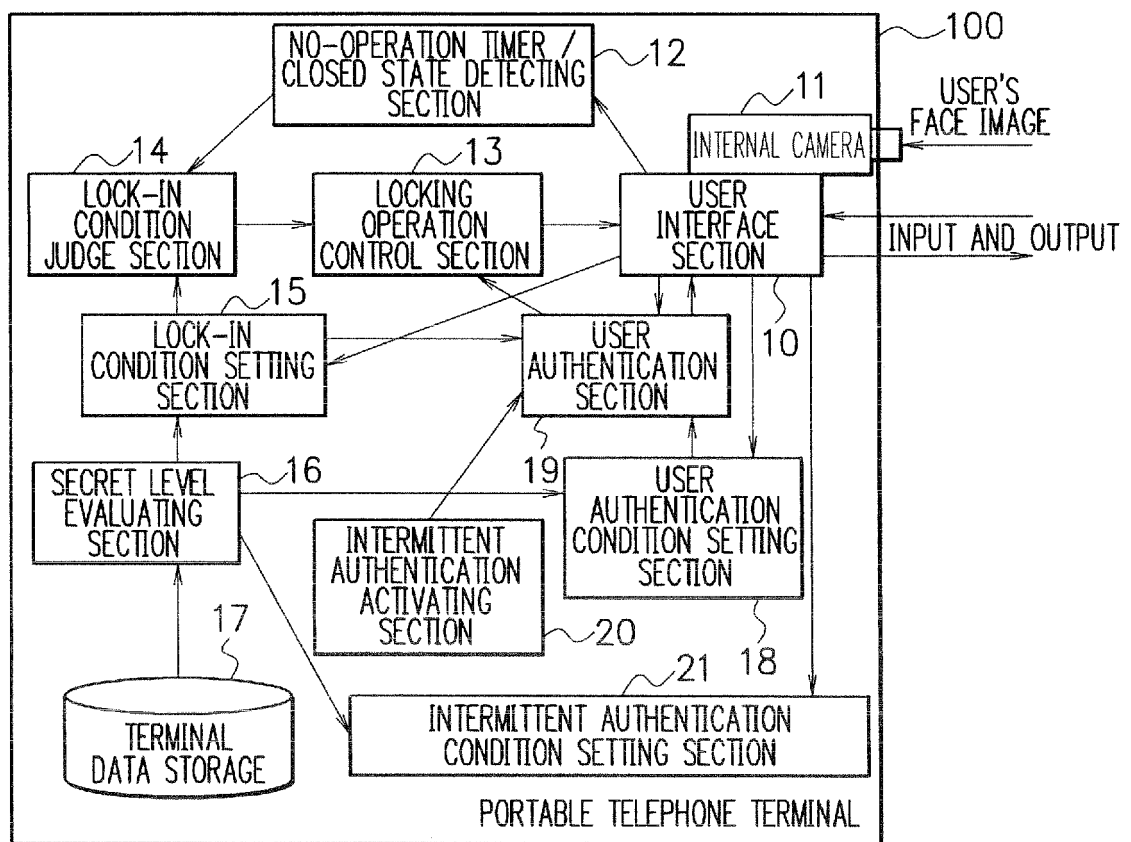 100
NO-OPERATION TIMER /
CLOSED STATE DETECTING
SECTION
12
11
USER'S
FACE IMAGE
INTERNAL CAMERA
14
LOCK-IN
CONDITION
JUDGE SECTION
13
LOCKING
OPERATION
CONTROL SECTION
USER
INTERFACE
SECTION
INPUT AND OUTPUT
10
15
LOCK-IN
CONDITION SETTING
SECTION
USER
AUTHENTICATION
SECTION
19
16
SECRET LEVEL
EVALUATING
SECTION
USER
AUTHENTICATION
CONDITION SETTING
SECTION
18
INTERMITTENT
AUTHENTICATION
ACTIVATING
SECTION
20
17
TERMINAL
DATA STORAGE
21
INTERMITTENT AUTHENTICATION
CONDITION SETTING SECTION
PORTABLE TELEPHONE TERMINAL